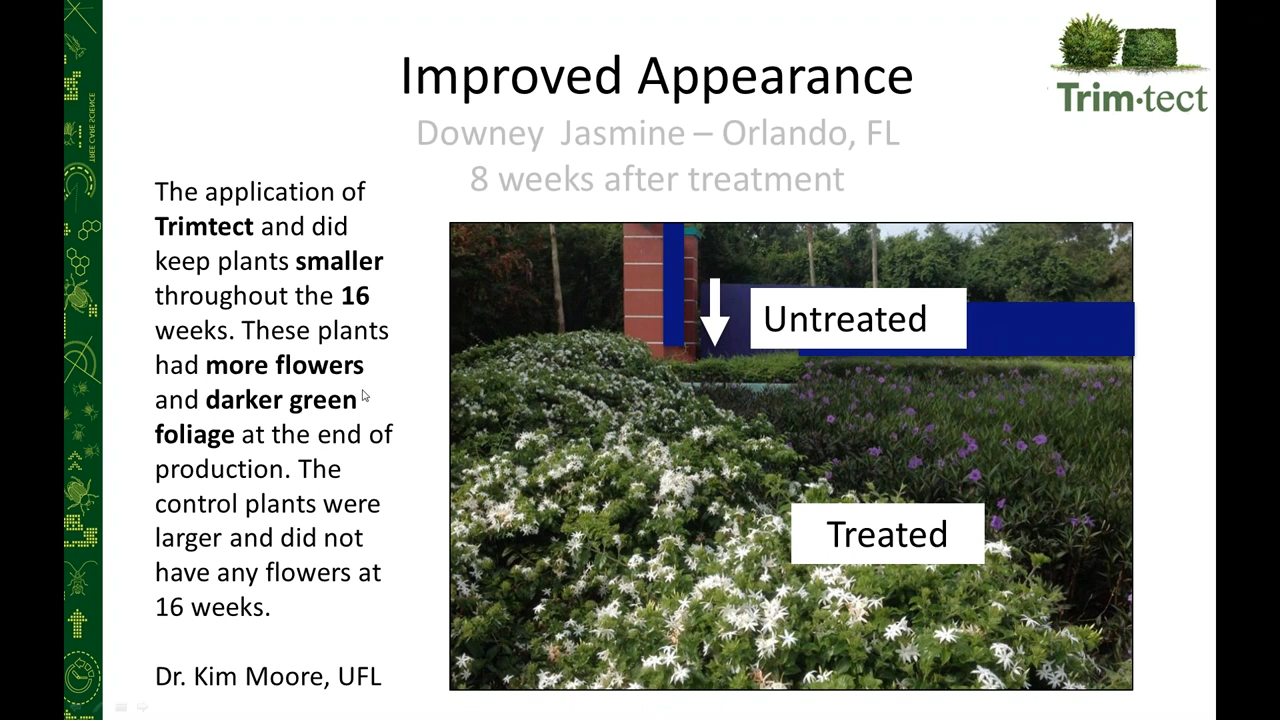 Improved Appearance
Trim·tect
Downey Jasmine – Orlando, FL
8 weeks after treatment
The application of
Trimtect and did
keep plants smaller
throughout the 16
weeks. These plants
had more flowers
and darker green
foliage at the end of
production. The
control plants were
larger and did not
have any flowers at
16 weeks.
Dr. Kim Moore, UFL
Untreated
Treated
TREE CARE SCIENCE